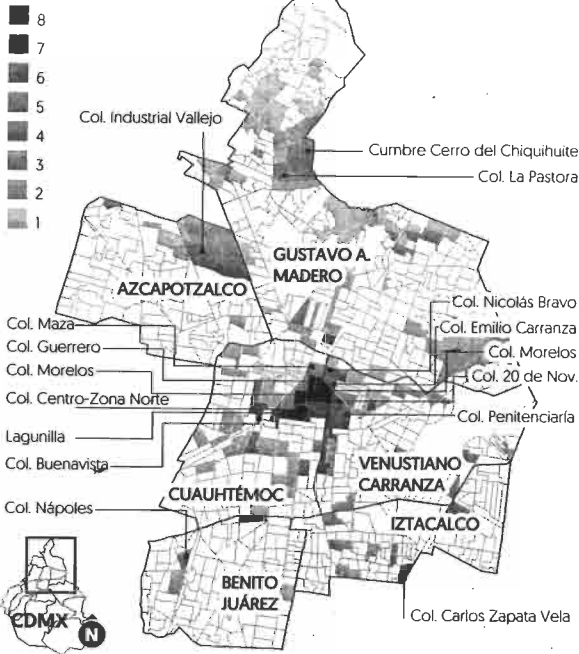 8
7
6
5
4
3
2
1
Col. Industrial Vallejo
Cumbre Cerro del Chiquihuite
Col. La Pastora
GUSTAVO A.
MADERO
AZCAPOTZALCO
Col. Maza
Col. Guerrero
Col. Morelos
Col. Centro-Zona Norte
Lagunilla
Col. Buenavista
Col. Nicolás Bravo
Col. Emilio Carranza
Col. Morelos
Col. 20 de Nov.
Col. Penitenciaría
VENUSTIANO
CARRANZA
CUAUHTÉMOC
IZTACALCO
Col. Nápoles
BENITO
JUÁREZ
Col. Carlos Zapata Vela
CDMX
N